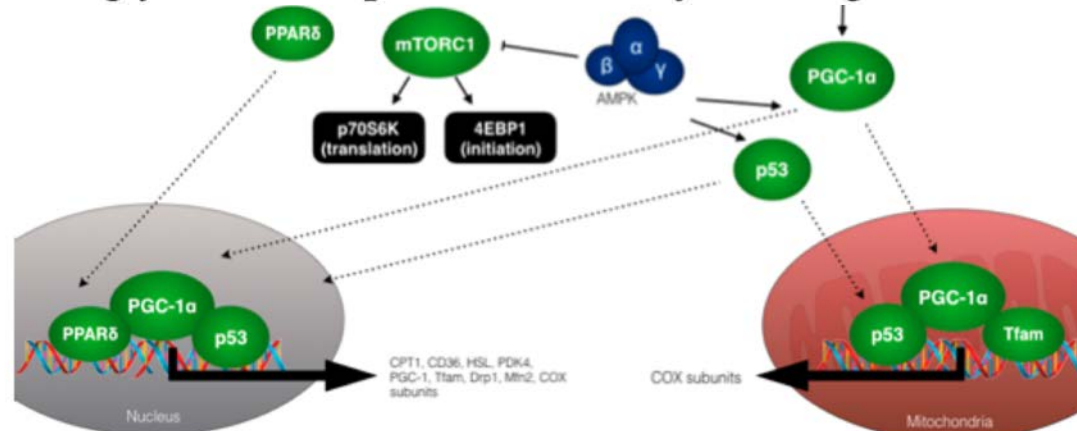 PPARδ
mTORC1
α
β
γ
AMPK
PGC-1α
p70S6K
(translation)
4EBP1
(initiation)
p53
PGC-1α
PPARδ
p53
CPT1, CD36, HSL, PDK4,
PGC-1, Tfam, Drp1, Mfn2, COX
subunits
Nucleus
PGC-1α
p53
Tfam
COX subunits
Mitochondria